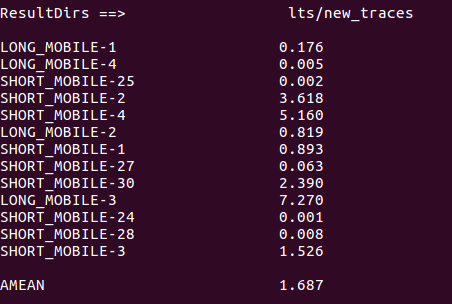 ResultDirs ==> lts/new_traces
LONG_MOBILE-1 0.176
LONG_MOBILE-4 0.005
SHORT_MOBILE-25 0.002
SHORT_MOBILE-2 3.618
SHORT_MOBILE-4 5.160
LONG_MOBILE-2 0.819
SHORT_MOBILE-1 0.893
SHORT_MOBILE-27 0.063
SHORT_MOBILE-30 2.390
LONG_MOBILE-3 7.270
SHORT_MOBILE-24 0.001
SHORT_MOBILE-28 0.008
SHORT_MOBILE-3 1.526
AMEAN 1.687